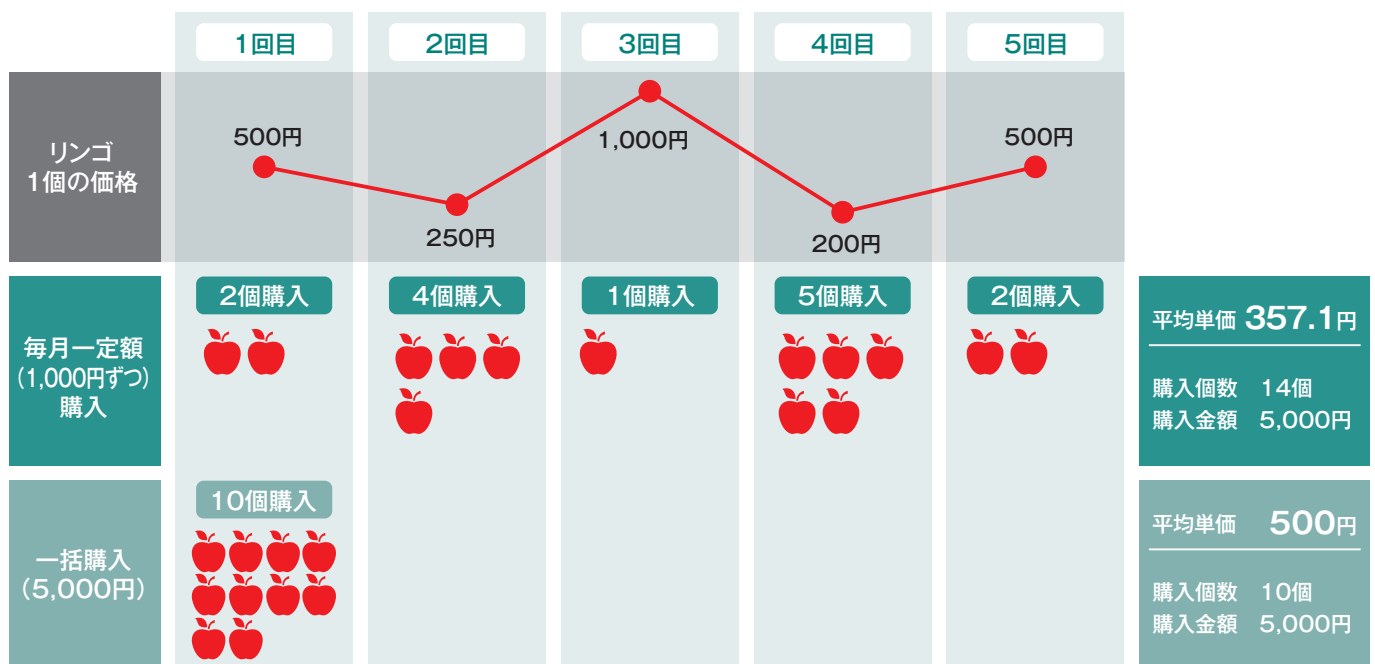 1回目
2回目
3回目
4回目
5回目
リンゴ
1個の価格
500円
250円
1,000円
200円
500円
毎月一定額
(1,000円ずつ)
購入
2個購入
4個購入
1個購入
5個購入
2個購入
平均単価 357.1円
購入個数 14個
購入金額 5,000円
一括購入
(5,000円)
10個購入
平均単価 500円
購入個数 10個
購入金額 5,000円